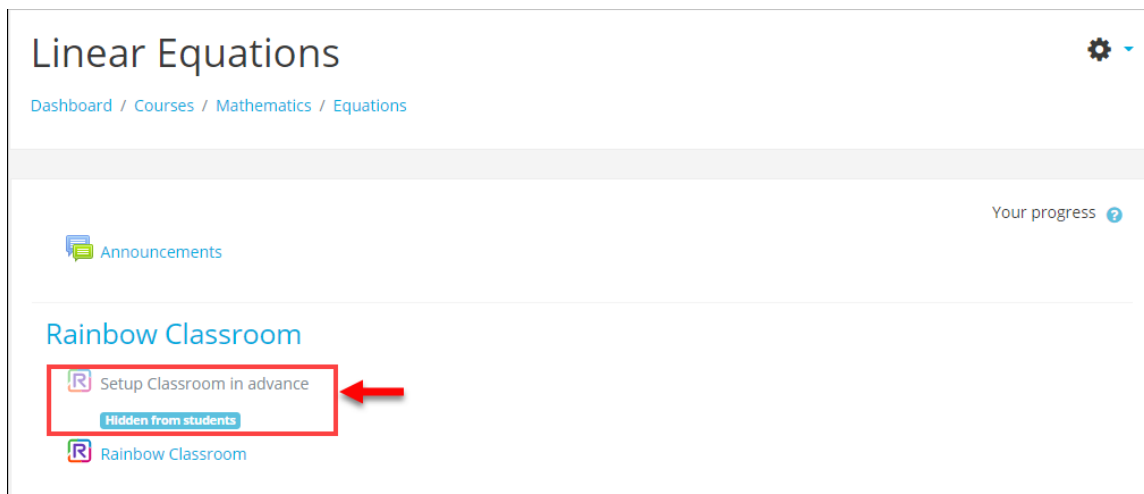 Linear Equations
Dashboard / Courses / Mathematics / Equations
Your progress
Announcements
Rainbow Classroom
Setup Classroom in advance
Hidden from students
Rainbow Classroom